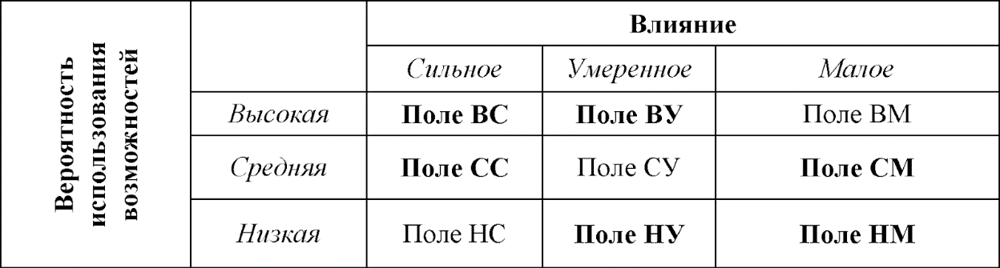 Вероятность
использования
возможностей
Влияние
Сильное Умеренное Малое
Высокая Поле ВС Поле ВУ Поле ВМ
Средняя Поле СС Поле СУ Поле СМ
Низкая Поле НС Поле НУ Поле НМ